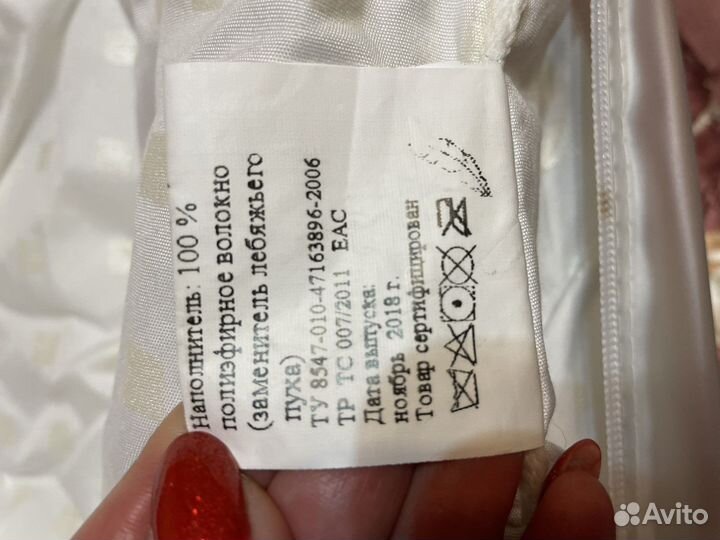 Наполнитель: 100 %
полиэфирное волокно
(заменитель лебяжьего
пуха)
ТУ 8547-010-47163896-2006
ТР ТС 007/2011 ЕАС
Дата выпуска:
ноябрь 2018 г.
Товар сертифицирован
Avito